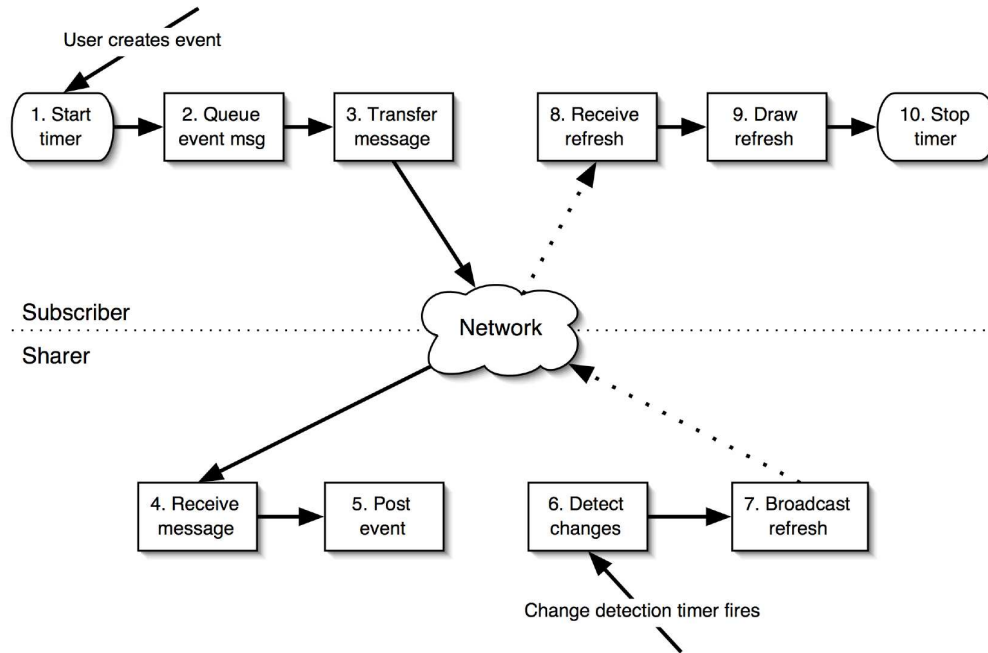 User creates event
1. Start
timer
2. Queue
event msg
3. Transfer
message
8. Receive
refresh
9. Draw
refresh
10. Stop
timer
Subscriber
Network
Sharer
4. Receive
message
5. Post
event
6. Detect
changes
7. Broadcast
refresh
Change detection timer fires